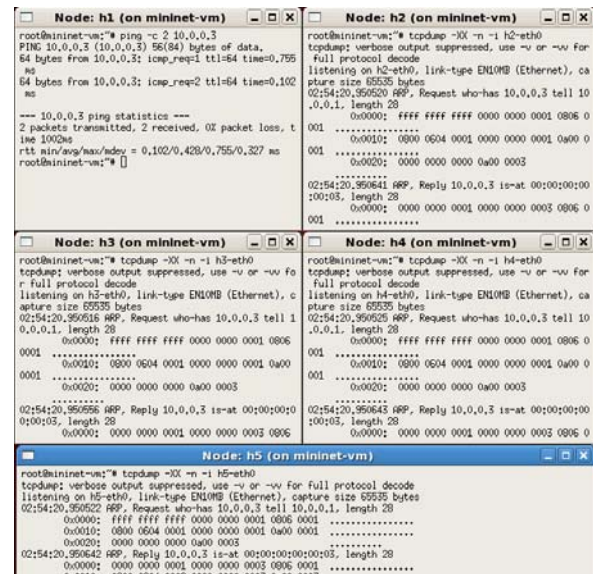 Node: h1 (on mininet-vm)
root@mininet-vm:~# ping -c 2 10.0.0.3
PING 10.0.0.3 (10.0.0.3) 56(84) bytes of data.
64 bytes from 10.0.0.3: icmp_req=1 ttl=64 time=0.755
ms
64 bytes from 10.0.0.3: icmp_req=2 ttl=64 time=0.102
ms
--- 10.0.0.3 ping statistics ---
2 packets transmitted, 2 received, 0% packet loss, t
ime 1002ms
rtt min/avg/max/mdev = 0.102/0.428/0.755/0.327 ms
root@mininet-vm:~#
Node: h2 (on mininet-vm)
root@mininet-vm:~# tcpdump -XX -n -i h2-eth0
tcpdump: verbose output suppressed, use -v or -vv for
full protocol decode
listening on h2-eth0, link-type EN10MB (Ethernet), ca
pture size 65535 bytes
02:54:20.950520 ARP, Request who-has 10.0.0.3 tell 10
.0.0.1, length 28
0x0000: ffff ffff ffff 0000 0000 0001 0806 0
001 ................
0x0010: 0800 0604 0001 0000 0000 0001 0a00 0
001 ................
0x0020: 0000 0000 0000 0a00 0003
..........
02:54:20.950641 ARP, Reply 10.0.0.3 is-at 00:00:00:00
:00:03, length 28
0x0000: 0000 0000 0001 0000 0000 0003 0806 0
001 ................
Node: h3 (on mininet-vm)
root@mininet-vm:~# tcpdump -XX -n -i h3-eth0
tcpdump: verbose output suppressed, use -v or -vv fo
r full protocol decode
listening on h3-eth0, link-type EN10MB (Ethernet), c
apture size 65535 bytes
02:54:20.950516 ARP, Request who-has 10.0.0.3 tell 1
0.0.0.1, length 28
0x0000: ffff ffff ffff 0000 0000 0001 0806
0001 ................
0x0010: 0800 0604 0001 0000 0000 0001 0a00
0001 ................
0x0020: 0000 0000 0000 0a00 0003
..........
02:54:20.950556 ARP, Reply 10.0.0.3 is-at 00:00:00:0
0:00:03, length 28
0x0000: 0000 0000 0001 0000 0000 0003 0806
Node: h4 (on mininet-vm)
root@mininet-vm:~# tcpdump -XX -n -i h4-eth0
tcpdump: verbose output suppressed, use -v or -vv for
full protocol decode
listening on h4-eth0, link-type EN10MB (Ethernet), ca
pture size 65535 bytes
02:54:20.950525 ARP, Request who-has 10.0.0.3 tell 10
.0.0.1, length 28
0x0000: ffff ffff ffff 0000 0000 0001 0806 0
001 ................
0x0010: 0800 0604 0001 0000 0000 0001 0a00 0
001 ................
0x0020: 0000 0000 0000 0a00 0003
..........
02:54:20.950643 ARP, Reply 10.0.0.3 is-at 00:00:00:00
:00:03, length 28
0x0000: 0000 0000 0001 0000 0000 0003 0806 0
Node: h5 (on mininet-vm)
root@mininet-vm:~# tcpdump -XX -n -i h5-eth0
tcpdump: verbose output suppressed, use -v or -vv for full protocol decode
listening on h5-eth0, link-type EN10MB (Ethernet), capture size 65535 bytes
02:54:20.950522 ARP, Request who-has 10.0.0.3 tell 10.0.0.1, length 28
0x0000: ffff ffff ffff 0000 0000 0001 0806 0001 ................
0x0010: 0800 0604 0001 0000 0000 0001 0a00 0001 ................
0x0020: 0000 0000 0000 0a00 0003 ..........
02:54:20.950642 ARP, Reply 10.0.0.3 is-at 00:00:00:00:00:03, length 28
0x0000: 0000 0000 0001 0000 0000 0003 0806 0001 ................